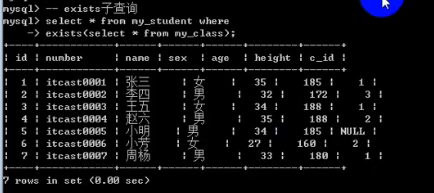 mysql> -- exists子查询
mysql> select * from my_student where
-> exists(select * from my_class);
| id | number | name | sex | age | height | c_id |
| 1 | itcast0001 | 张三 | 女 | 35 | 185 | 1 |
| 2 | itcast0002 | 李四 | 男 | 32 | 172 | 3 |
| 3 | itcast0003 | 王五 | 女 | 34 | 188 | 1 |
| 4 | itcast0004 | 赵六 | 男 | 35 | 188 | 2 |
| 5 | itcast0005 | 小明 | 男 | 34 | 185 | NULL |
| 6 | itcast0006 | 小芳 | 女 | 27 | 160 | 2 |
| 7 | itcast0007 | 周杨 | 男 | 33 | 180 | 1 |
7 rows in set (0.00 sec)